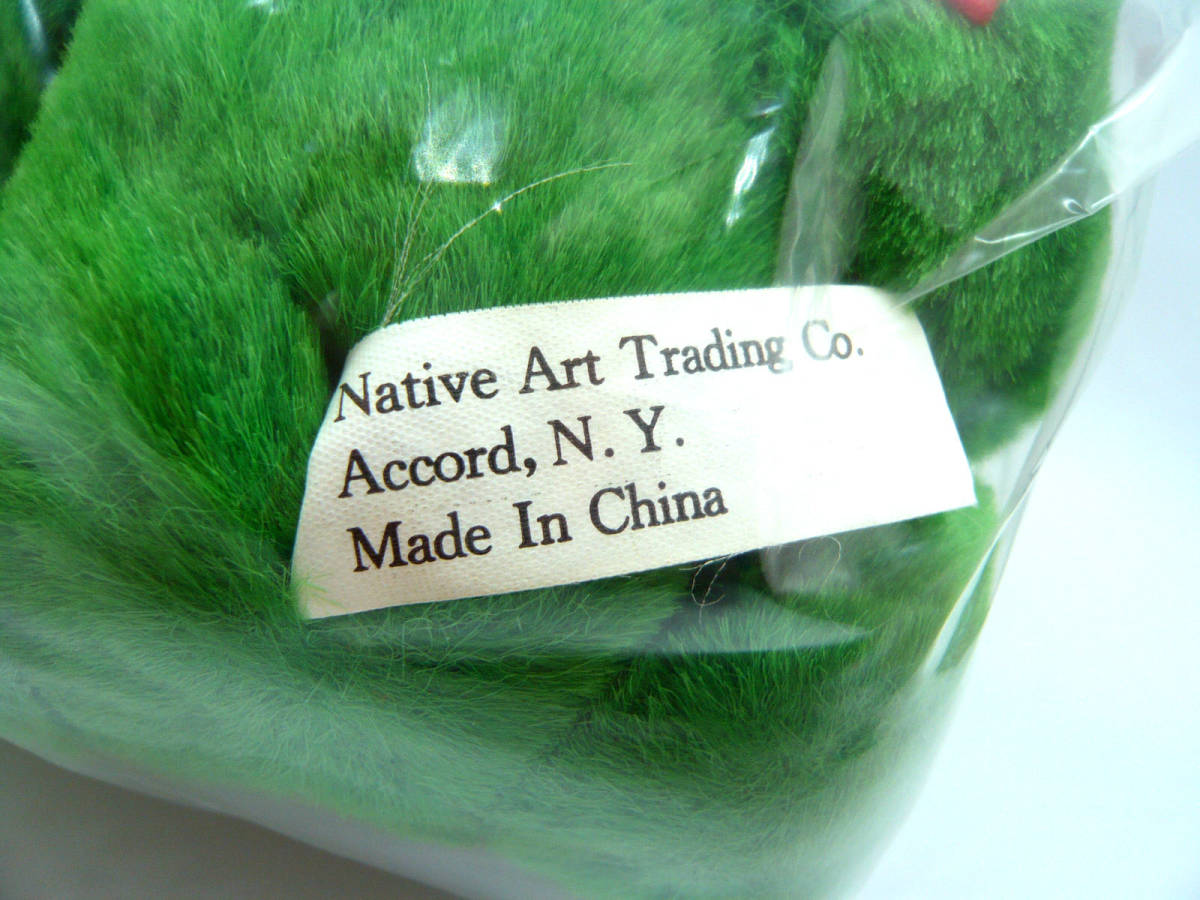 Native Art Trading Co.
Accord, N. Y.
Made In China